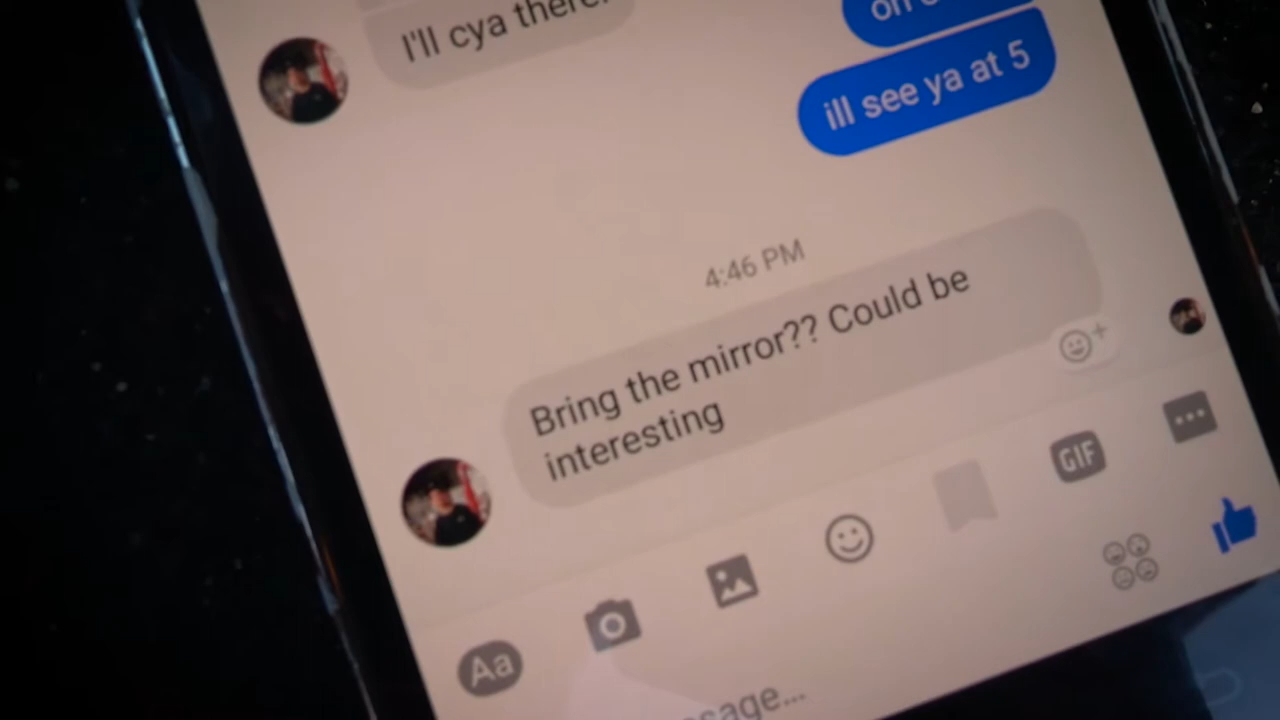 I'll cya there.
on
ill see ya at 5
4:46 PM
Bring the mirror?? Could be
interesting
GIF
Aa